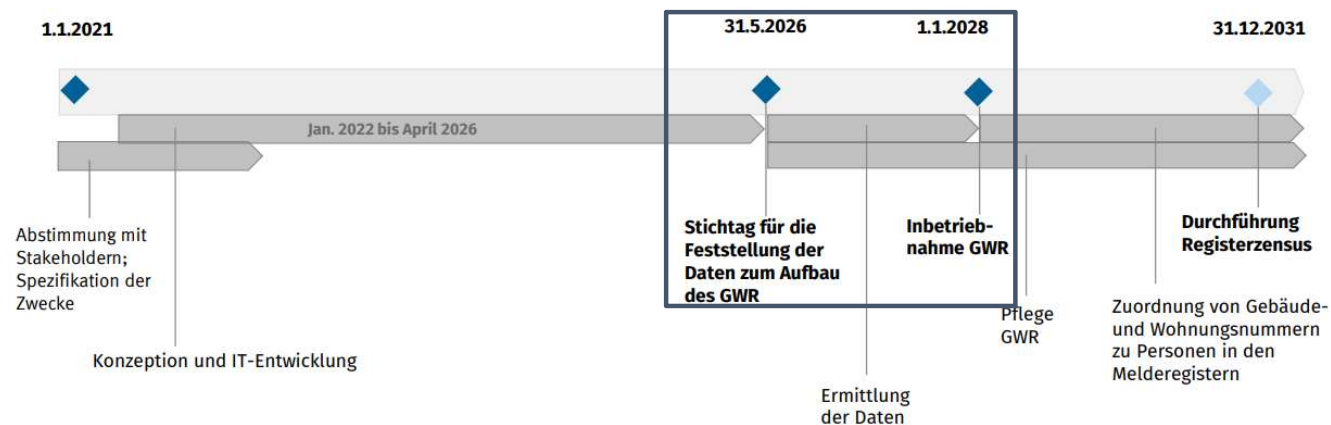 1.1.2021
31.5.2026
1.1.2028
31.12.2031
Jan. 2022 bis April 2026
Abstimmung mit
Stakeholdern;
Spezifikation der
Zwecke
Konzeption und IT-Entwicklung
Stichtag für die
Feststellung der
Daten zum Aufbau
des GWR
Ermittlung
der Daten
Inbetrieb-
nahme GWR
Pflege
GWR
Durchführung
Registerzensus
Zuordnung von Gebäude-
und Wohnungsnummern
zu Personen in den
Melderegistern